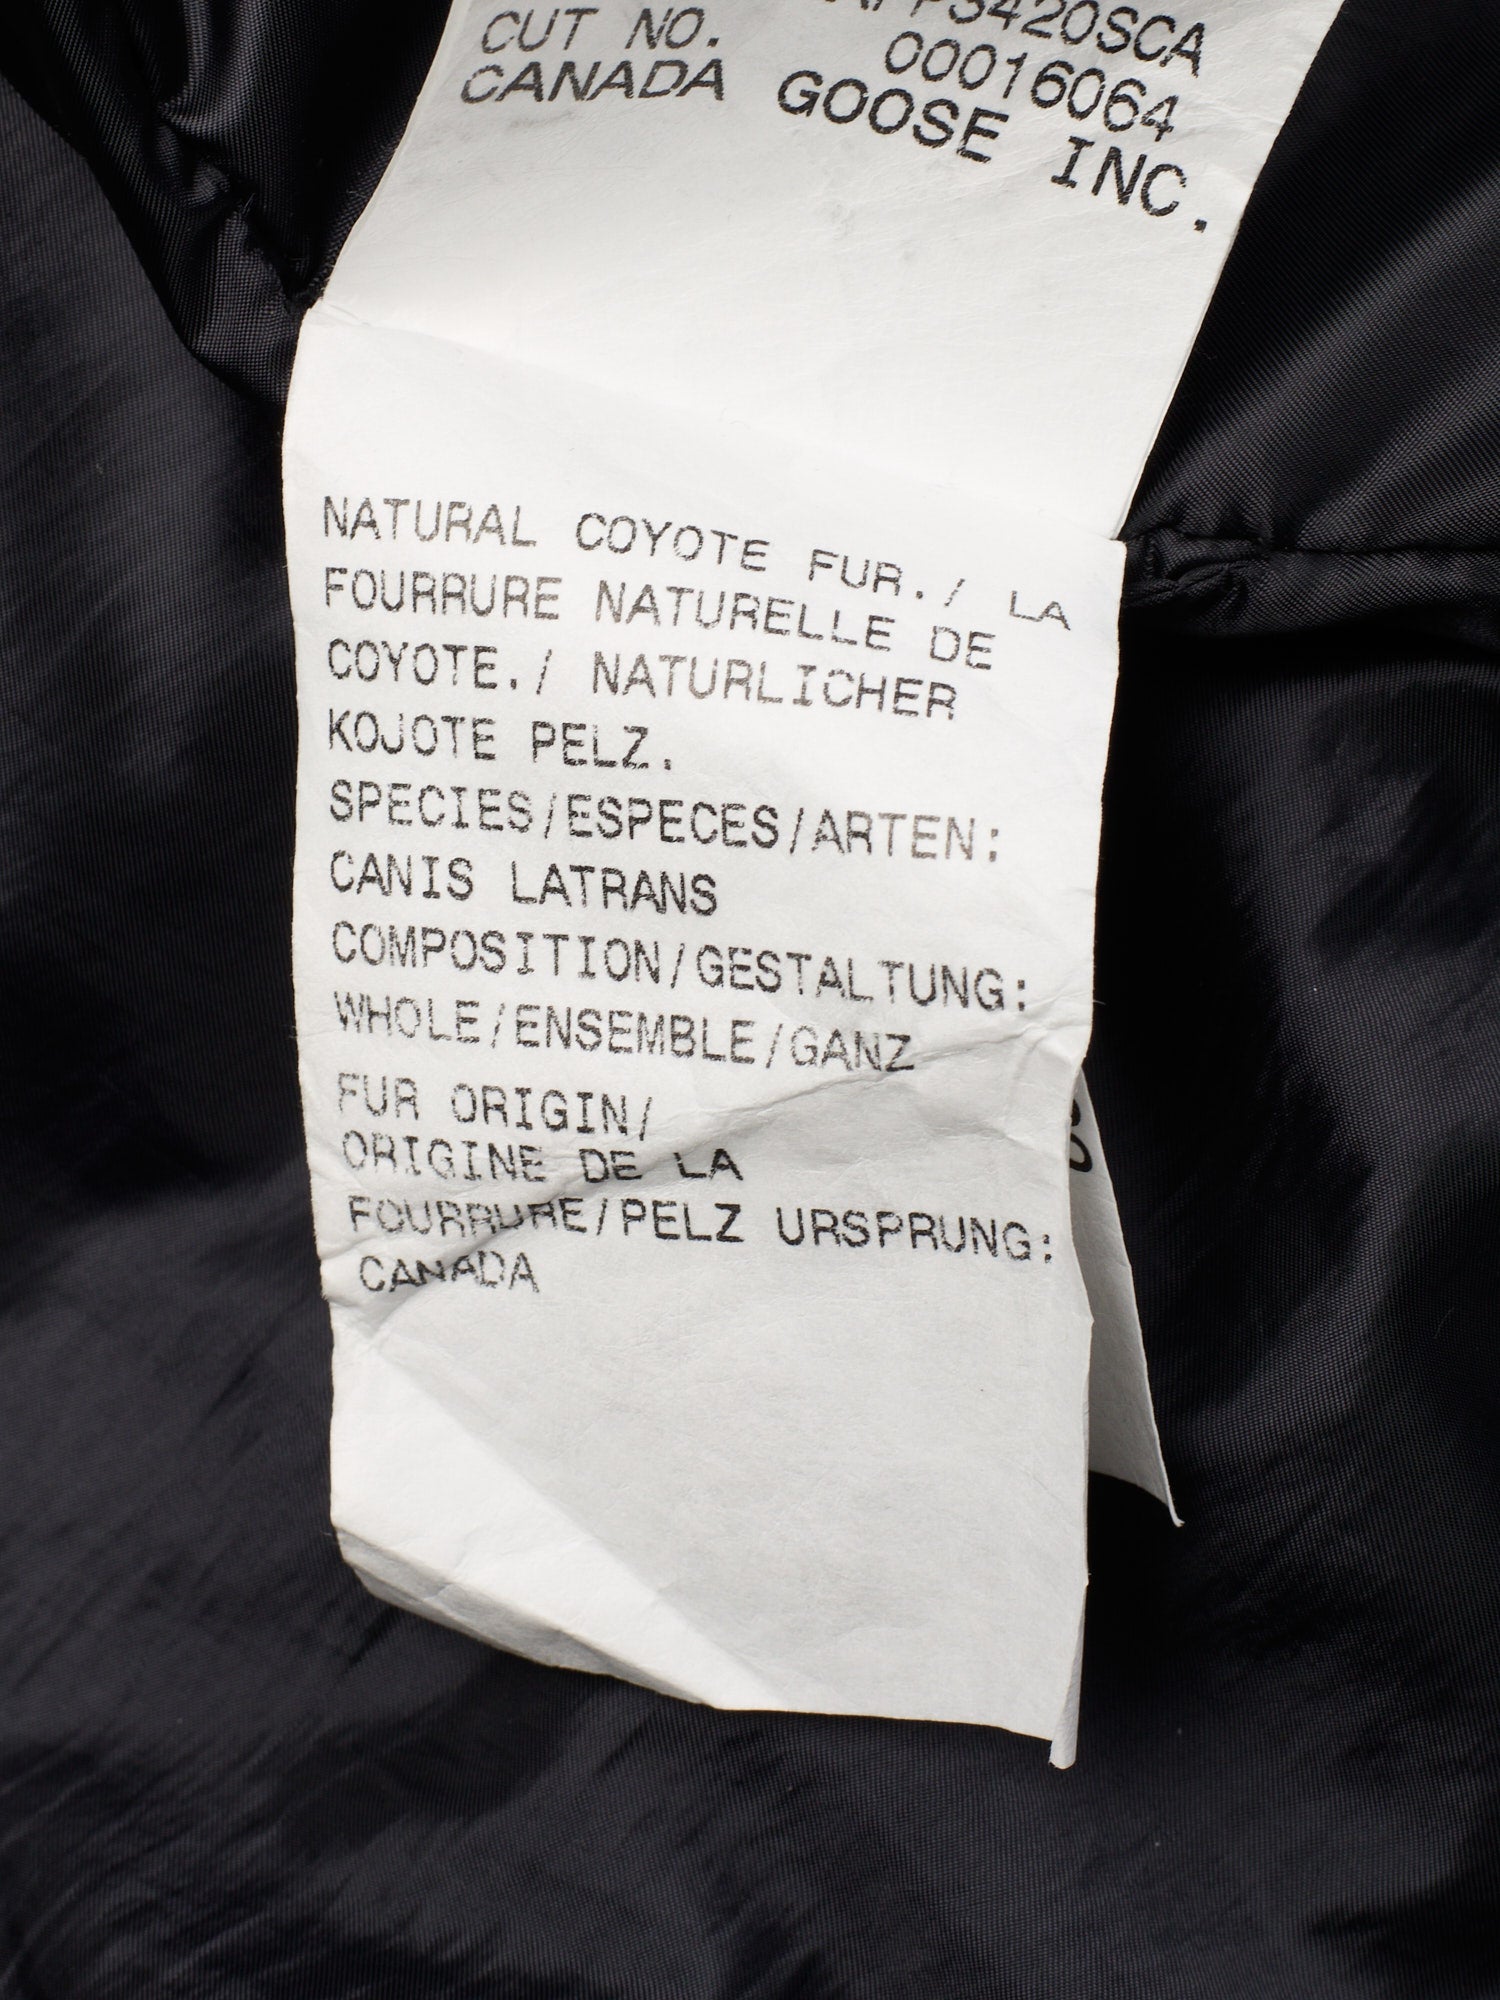 CUT NO. 00016064
CANADA GOOSE INC.
NATURAL COYOTE FUR./ LA
FOURRURE NATURELLE DE
COYOTE./ NATURLICHER
KOJOTE PELZ.
SPECIES/ESPECES/ARTEN:
CANIS LATRANS
COMPOSITION/GESTALTUNG:
WHOLE/ENSEMBLE/GANZ
FUR ORIGIN/
ORIGINE DE LA
FOURRURE/PELZ URSPRUNG:
CANADA